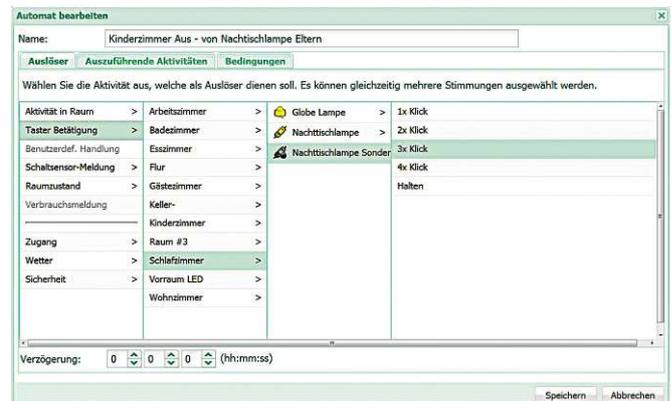 Automat bearbeiten
Name:
Kinderzimmer Aus - von Nachtischlampe Eltern
Auslöser
Auszuführende Aktivitäten
Bedingungen
Wählen Sie die Aktivität aus, welche als Auslöser dienen soll. Es können gleichzeitig mehrere Stimmungen ausgewählt werden.
Aktivität in Raum >
Taster Betätigung >
Benutzerdef. Handlung
Schaltsensor-Meldung >
Raumzustand >
Verbrauchsmeldung
Zugang >
Wetter >
Sicherheit >
Arbeitszimmer >
Badezimmer >
Esszimmer >
Flur >
Gästezimmer >
Keller- >
Kinderzimmer >
Raum #3 >
Schlafzimmer >
Vorraum LED >
Wohnzimmer >
Globe Lampe >
Nachttischlampe >
Nachttischlampe Sonder
1x Klick
2x Klick
3x Klick
4x Klick
Halten
Verzögerung: 0 0 0 (hh:mm:ss)
Speichern
Abbrechen